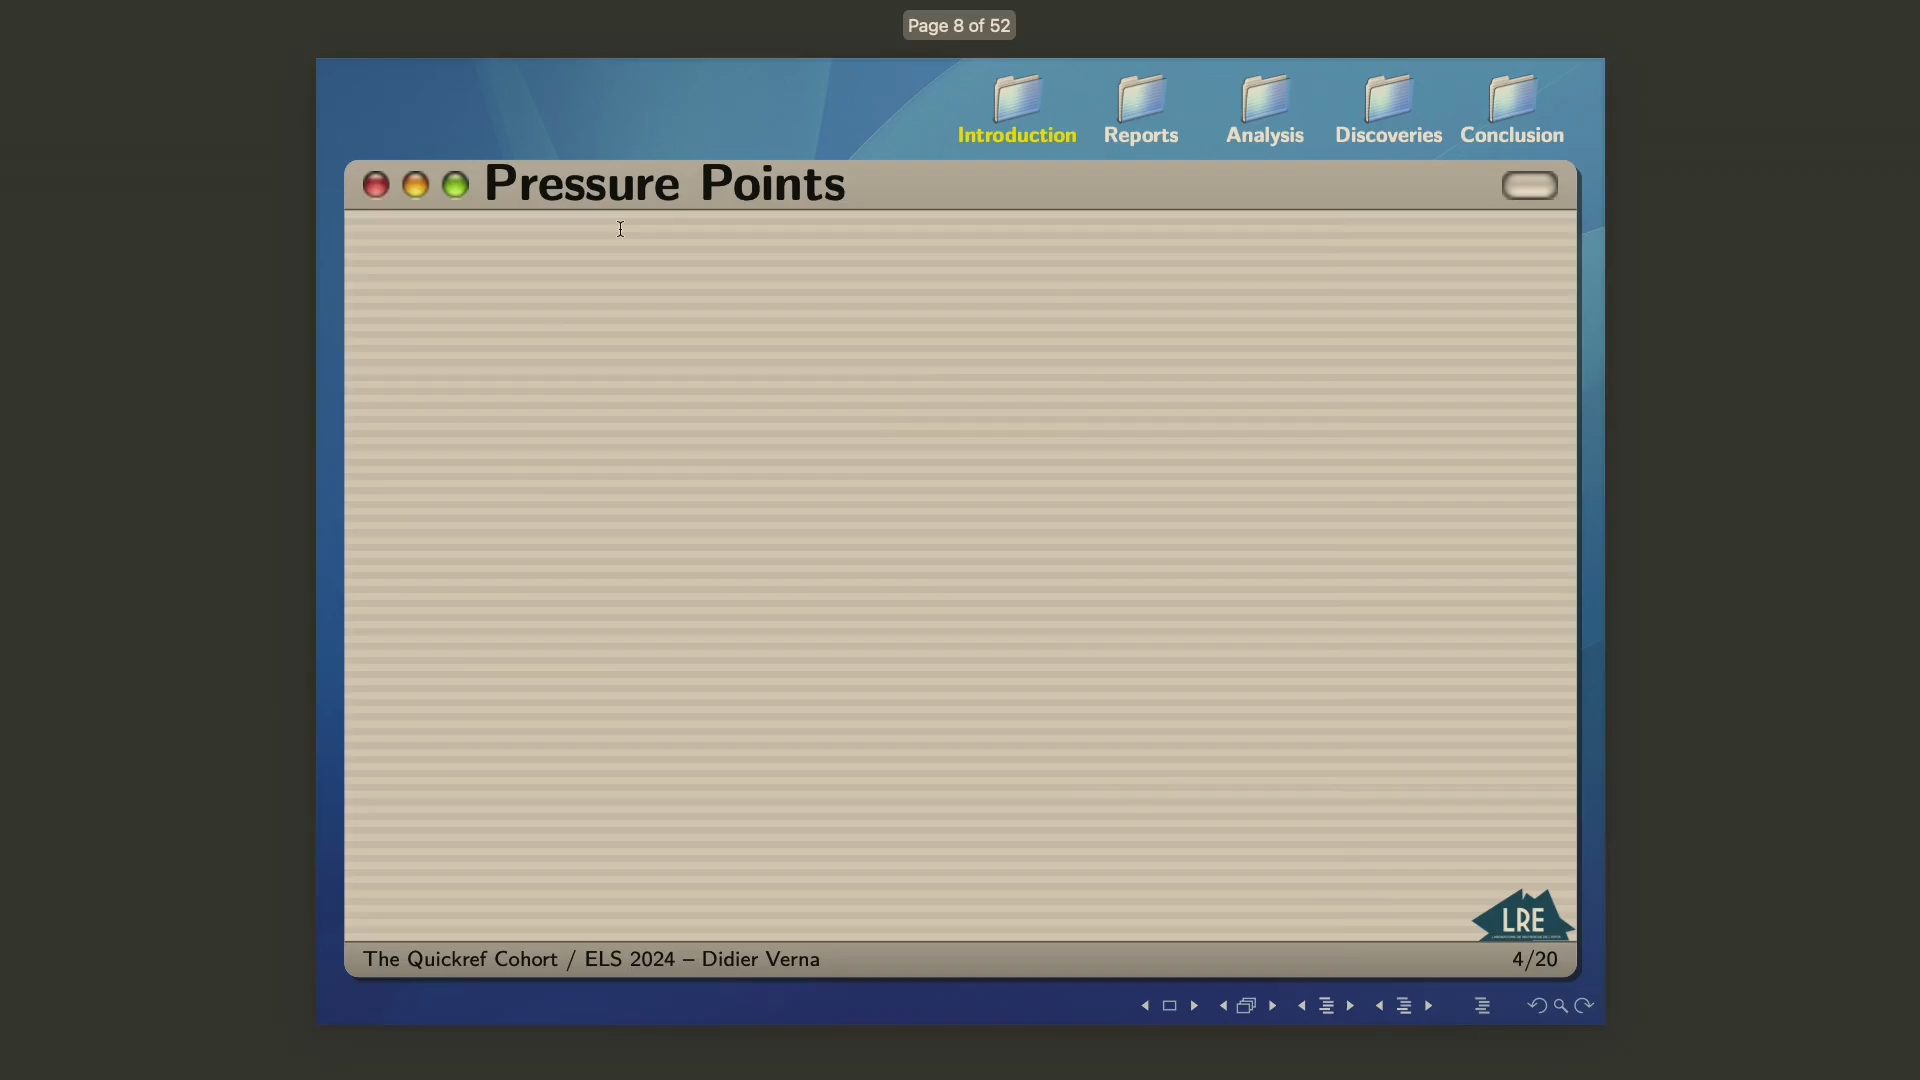 Page 8 of 52
Introduction Reports Analysis Discoveries Conclusion
Pressure Points
LRE
The Quickref Cohort / ELS 2024 – Didier Verna 4/20